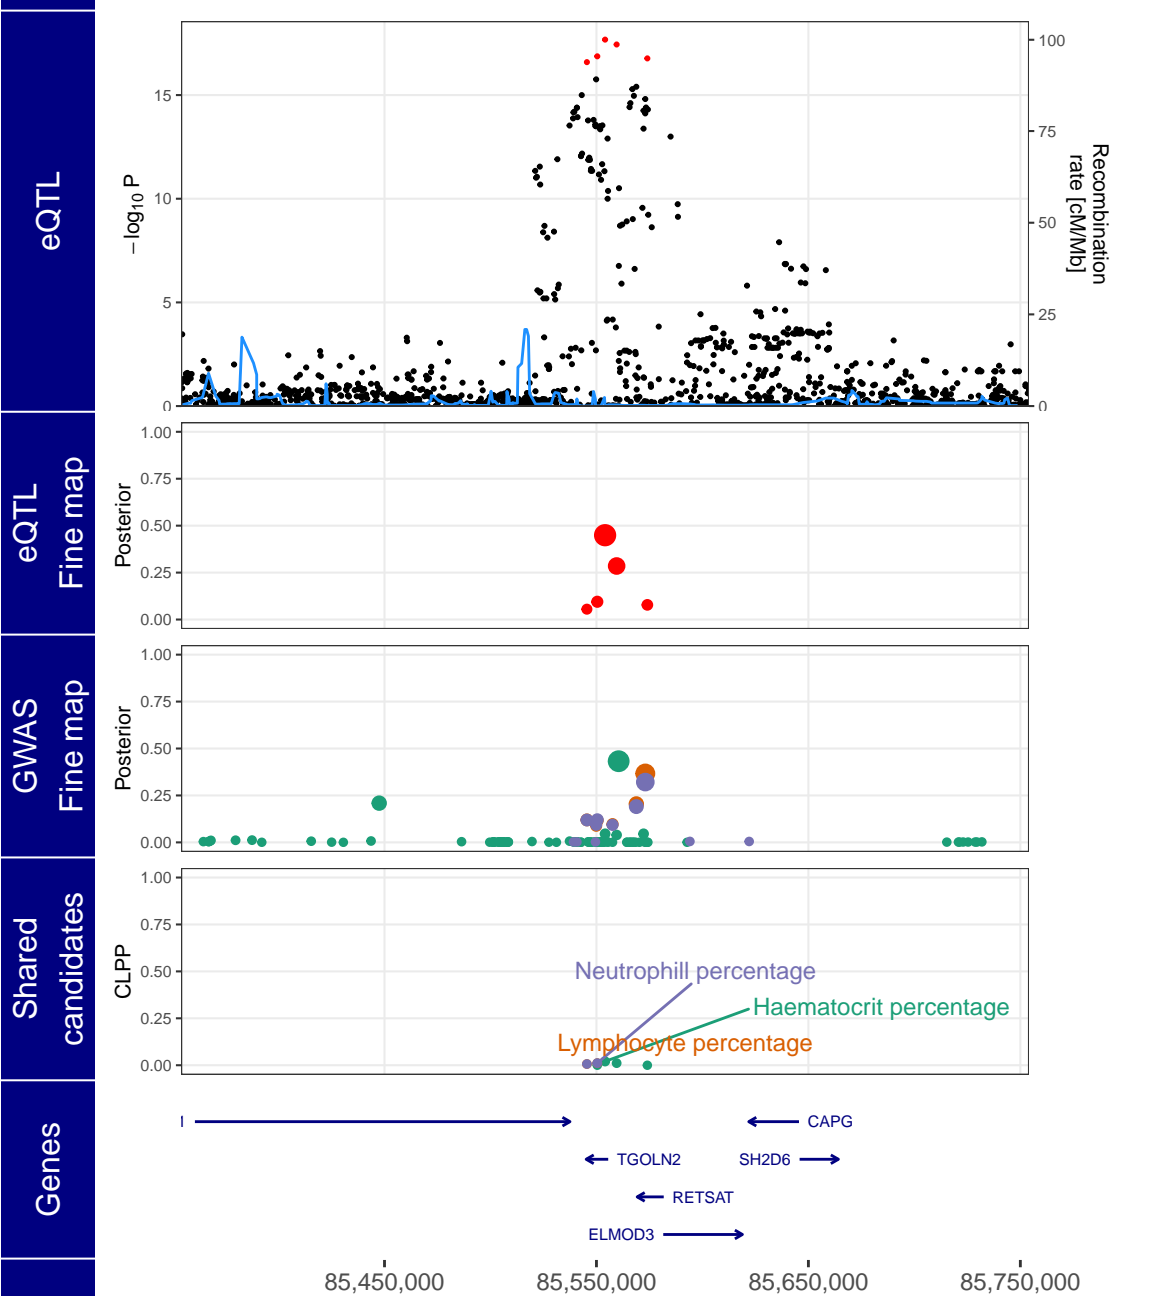 eQTL
−log10 P
15
10
5
0
100
75
50
25
0
Recombination
rate [cM/Mb]
eQTL
Fine map
Posterior
1.00
0.75
0.50
0.25
0.00
GWAS
Fine map
Posterior
1.00
0.75
0.50
0.25
0.00
Shared
candidates
CLPP
1.00
0.75
0.50
0.25
0.00
Neutrophill percentage
Haematocrit percentage
Lymphocyte percentage
Genes
CAPG
TGOLN2
SH2D6
RETSAT
ELMOD3
85,450,000
85,550,000
85,650,000
85,750,000